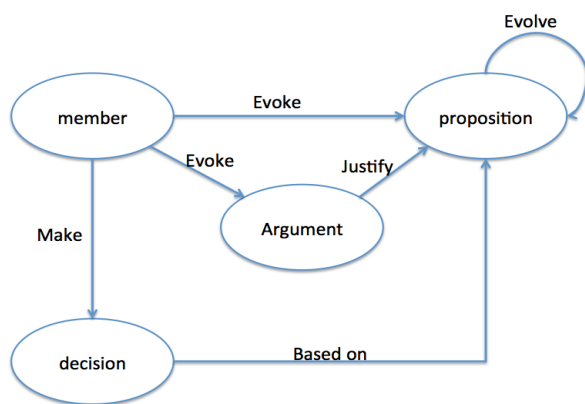 Evolve
Evoke
member
proposition
Evoke
Justify
Argument
Make
Based on
decision